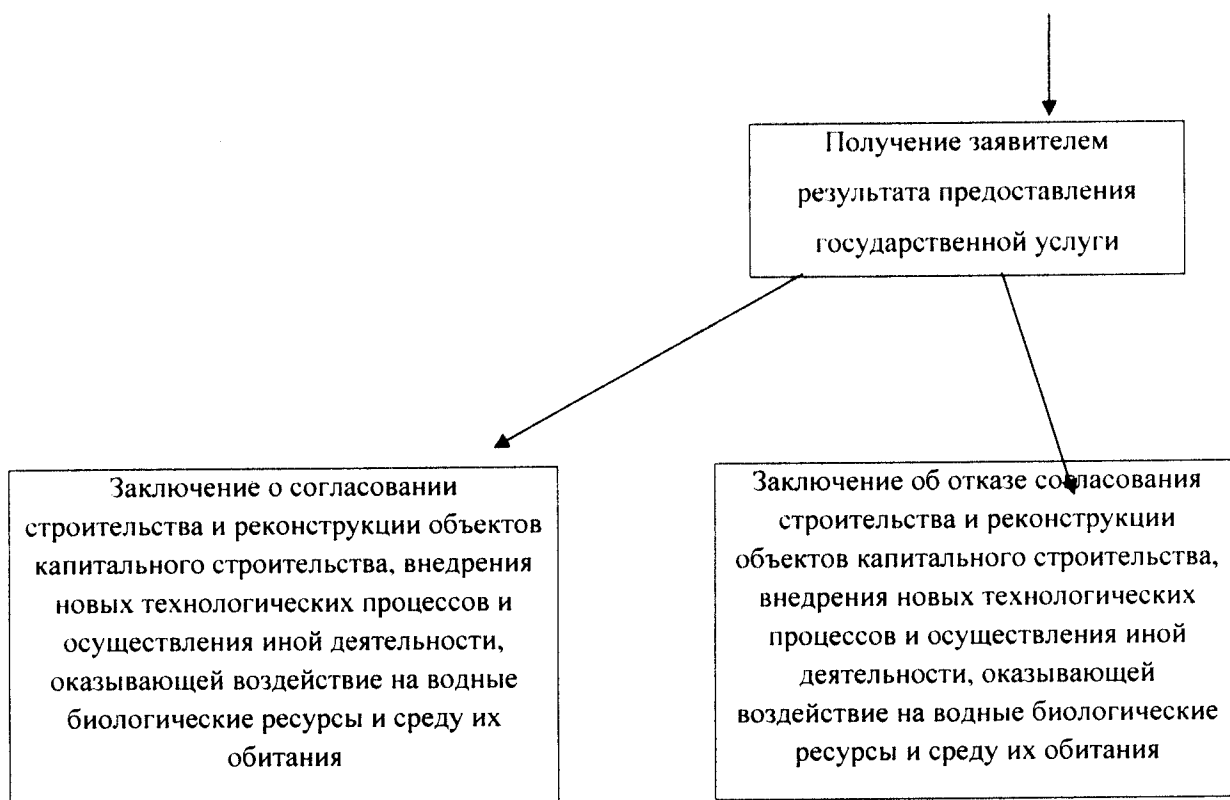 Получение заявителем
результата предоставления
государственной услуги
Заключение о согласовании
строительства и реконструкции объектов
капитального строительства, внедрения
новых технологических процессов и
осуществления иной деятельности,
оказывающей воздействие на водные
биологические ресурсы и среду их
обитания
Заключение об отказе согласования
строительства и реконструкции
объектов капитального строительства,
внедрения новых технологических
процессов и осуществления иной
деятельности, оказывающей
воздействие на водные биологические
ресурсы и среду их обитания